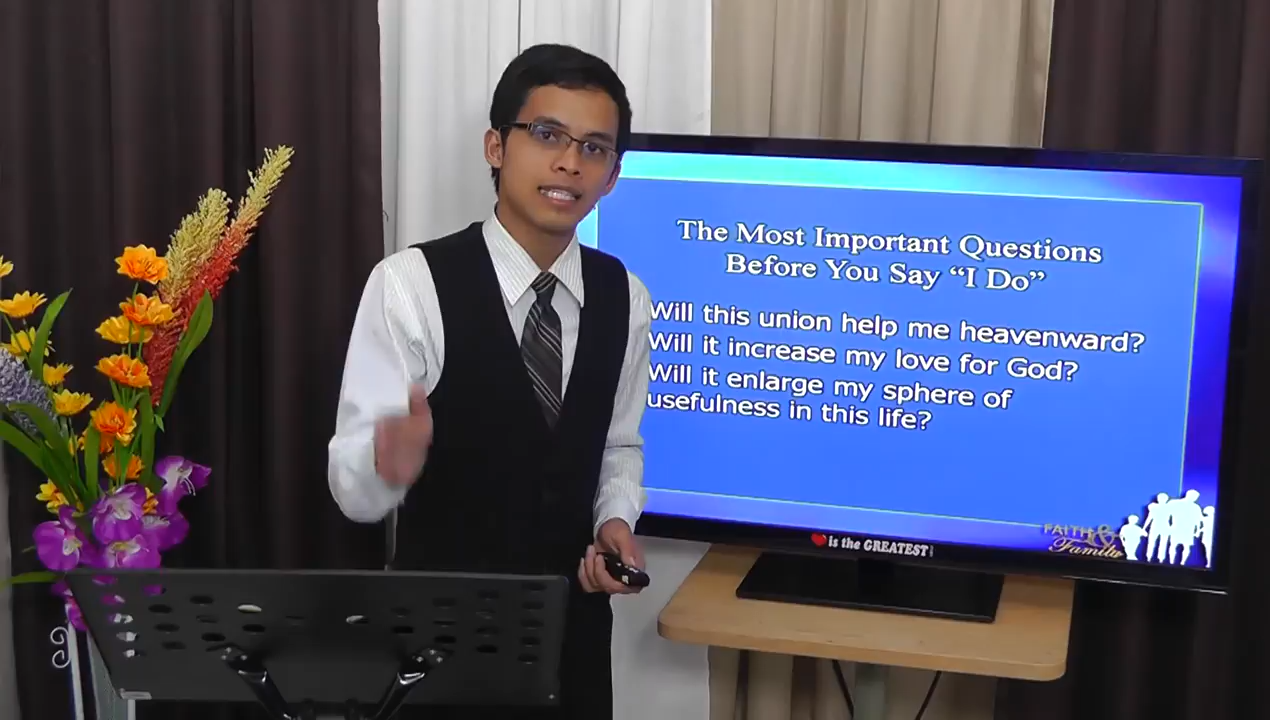 The Most Important Questions
Before You Say “I Do”
Will this union help me heavenward?
Will it increase my love for God?
Will it enlarge my sphere of
usefulness in this life?
FAITH &
Family
is the GREATEST